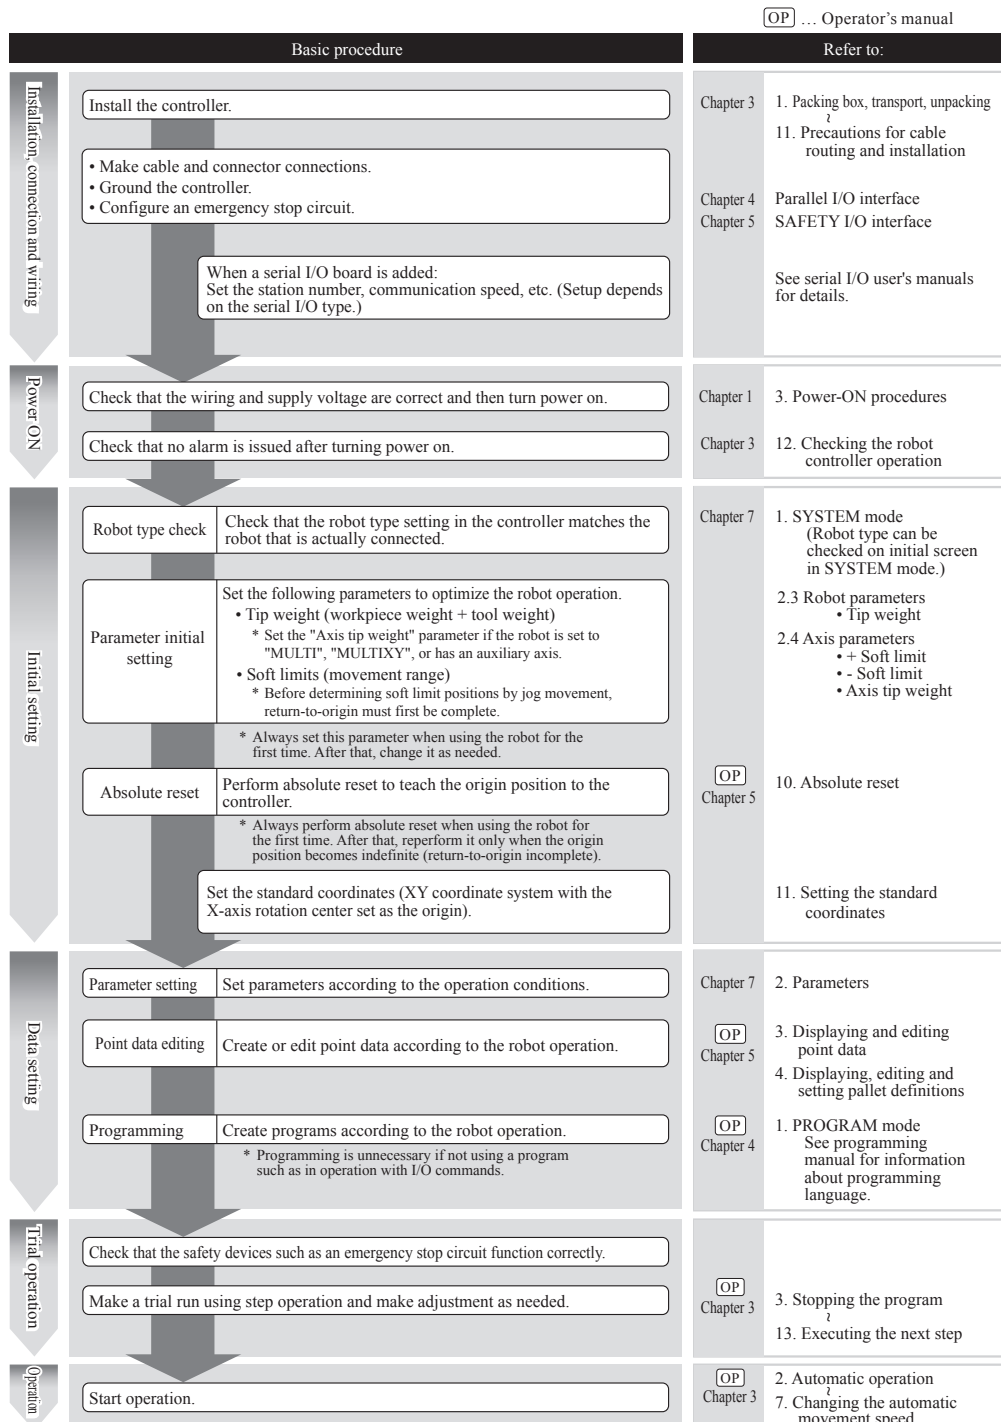 OP … Operator's manual
Basic procedure
Refer to:
Installation, connection and wiring
Install the controller.
Chapter 3
1. Packing box, transport, unpacking
~
11. Precautions for cable
routing and installation
• Make cable and connector connections.
• Ground the controller.
• Configure an emergency stop circuit.
Chapter 4 Parallel I/O interface
Chapter 5 SAFETY I/O interface
When a serial I/O board is added:
Set the station number, communication speed, etc. (Setup depends
on the serial I/O type.)
See serial I/O user's manuals
for details.
Power ON
Check that the wiring and supply voltage are correct and then turn power on.
Chapter 1 3. Power-ON procedures
Check that no alarm is issued after turning power on.
Chapter 3 12. Checking the robot
controller operation
Initial setting
Robot type check
Check that the robot type setting in the controller matches the
robot that is actually connected.
Chapter 7 1. SYSTEM mode
(Robot type can be
checked on initial screen
in SYSTEM mode.)
Parameter initial
setting
Set the following parameters to optimize the robot operation.
• Tip weight (workpiece weight + tool weight)
* Set the "Axis tip weight" parameter if the robot is set to
"MULTI", "MULTIXY", or has an auxiliary axis.
• Soft limits (movement range)
* Before determining soft limit positions by jog movement,
return-to-origin must first be complete.
2.3 Robot parameters
• Tip weight
2.4 Axis parameters
• + Soft limit
• - Soft limit
• Axis tip weight
* Always set this parameter when using the robot for the
first time. After that, change it as needed.
Absolute reset
Perform absolute reset to teach the origin position to the
controller.
OP
Chapter 5
10. Absolute reset
* Always perform absolute reset when using the robot for
the first time. After that, reperform it only when the origin
position becomes indefinite (return-to-origin incomplete).
Set the standard coordinates (XY coordinate system with the
X-axis rotation center set as the origin).
11. Setting the standard
coordinates
Data setting
Parameter setting
Set parameters according to the operation conditions.
Chapter 7 2. Parameters
Point data editing
Create or edit point data according to the robot operation.
OP
Chapter 5
3. Displaying and editing
point data
4. Displaying, editing and
setting pallet definitions
Programming
Create programs according to the robot operation.
* Programming is unnecessary if not using a program
such as in operation with I/O commands.
OP
Chapter 4
1. PROGRAM mode
See programming
manual for information
about programming
language.
Trial operation
Check that the safety devices such as an emergency stop circuit function correctly.
Make a trial run using step operation and make adjustment as needed.
OP
Chapter 3
3. Stopping the program
~
13. Executing the next step
Operation
Start operation.
OP
Chapter 3
2. Automatic operation
~
7. Changing the automatic
movement speed